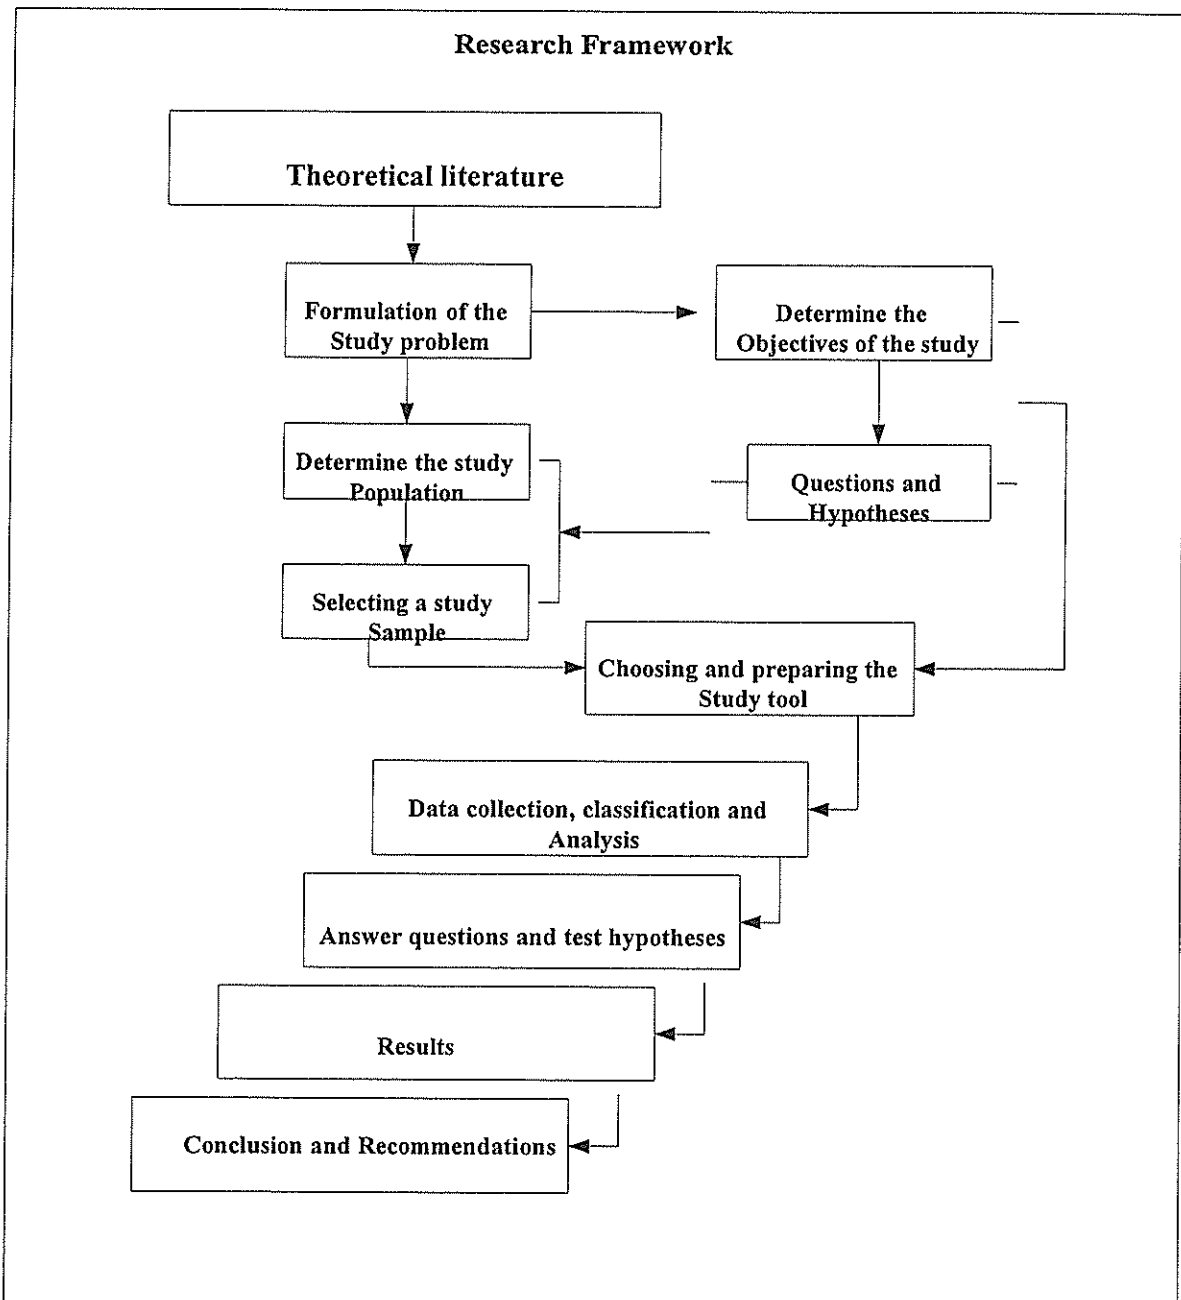 Research Framework
Theoretical literature
Formulation of the
Study problem
Determine the
Objectives of the study
Determine the study
Population
Questions and
Hypotheses
Selecting a study
Sample
Choosing and preparing the
Study tool
Data collection, classification and
Analysis
Answer questions and test hypotheses
Results
Conclusion and Recommendations